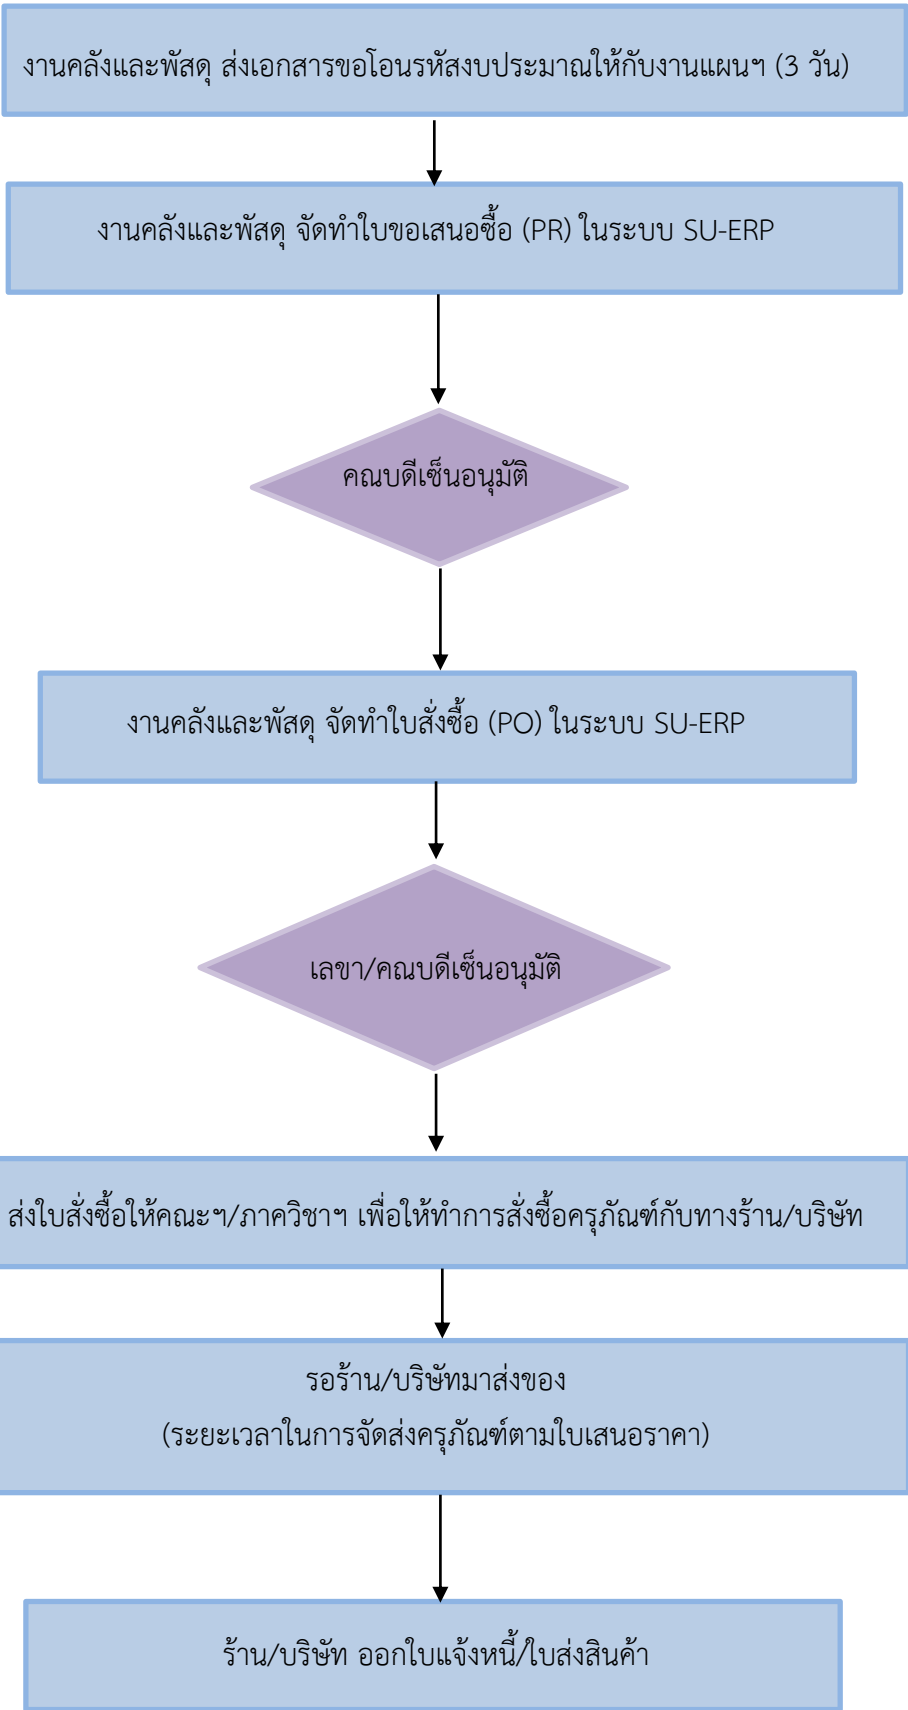 งานคลังและพัสดุ ส่งเอกสารขอโอนรหัสงบประมาณให้กับงานแผนฯ (3 วัน)
งานคลังและพัสดุ จัดทำใบขอเสนอซื้อ (PR) ในระบบ SU-ERP
คณบดีเซ็นอนุมัติ
งานคลังและพัสดุ จัดทำใบสั่งซื้อ (PO) ในระบบ SU-ERP
เลขา/คณบดีเซ็นอนุมัติ
ส่งใบสั่งซื้อให้คณะฯ/ภาควิชาฯ เพื่อให้ทำการสั่งซื้อครุภัณฑ์กับทางร้าน/บริษัท
รอร้าน/บริษัทมาส่งของ
(ระยะเวลาในการจัดส่งครุภัณฑ์ตามใบเสนอราคา)
ร้าน/บริษัท ออกใบแจ้งหนี้/ใบส่งสินค้า